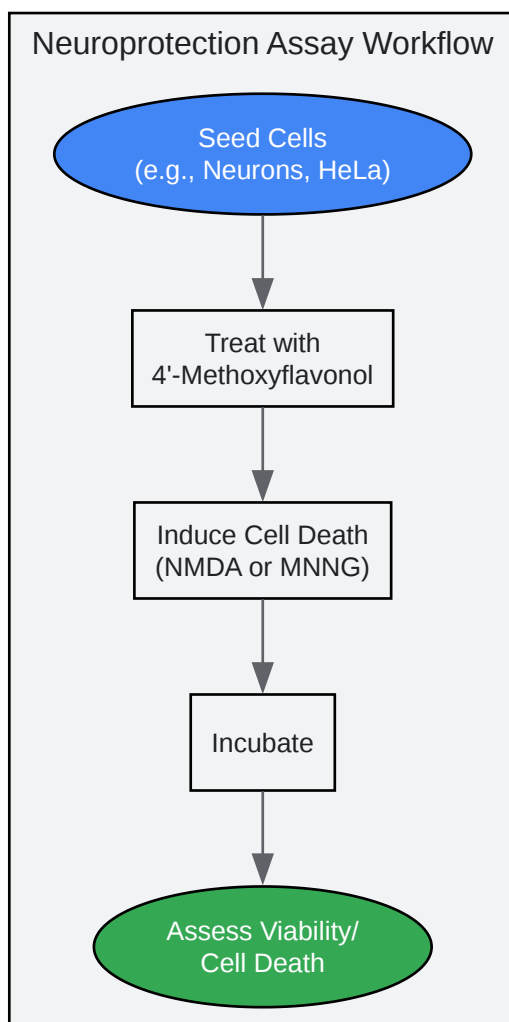 Neuroprotection Assay Workflow
Seed Cells
(e.g., Neurons, HeLa)
Treat with
4'-Methoxyflavonol
Induce Cell Death
(NMDA or MNNG)
Incubate
Assess Viability/
Cell Death